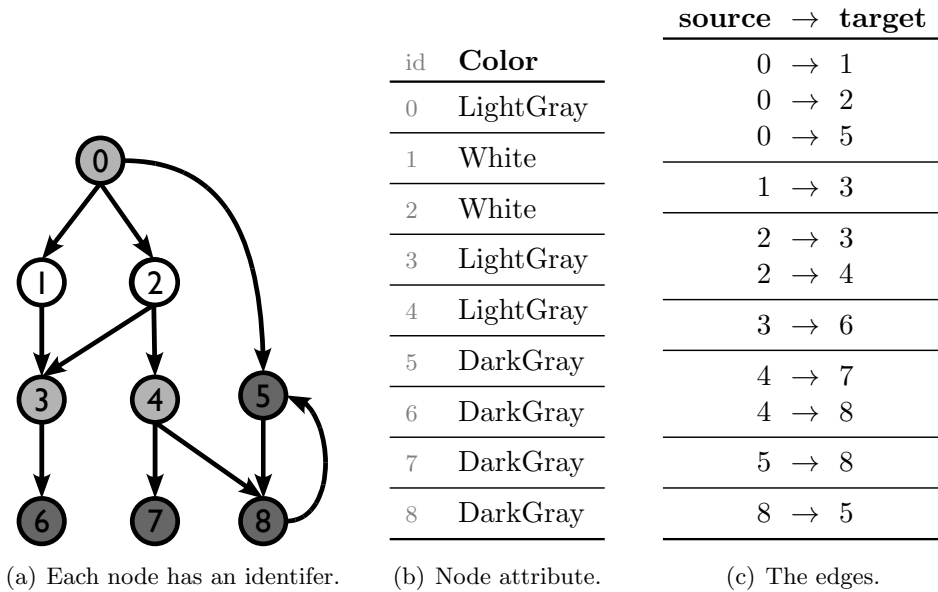 0
1
2
3
4
5
6
7
8
(a) Each node has an identifer.
id Color
0 LightGray
1 White
2 White
3 LightGray
4 LightGray
5 DarkGray
6 DarkGray
7 DarkGray
8 DarkGray
(b) Node attribute.
source → target
0 → 1
0 → 2
0 → 5
1 → 3
2 → 3
2 → 4
3 → 6
4 → 7
4 → 8
5 → 8
8 → 5
(c) The edges.